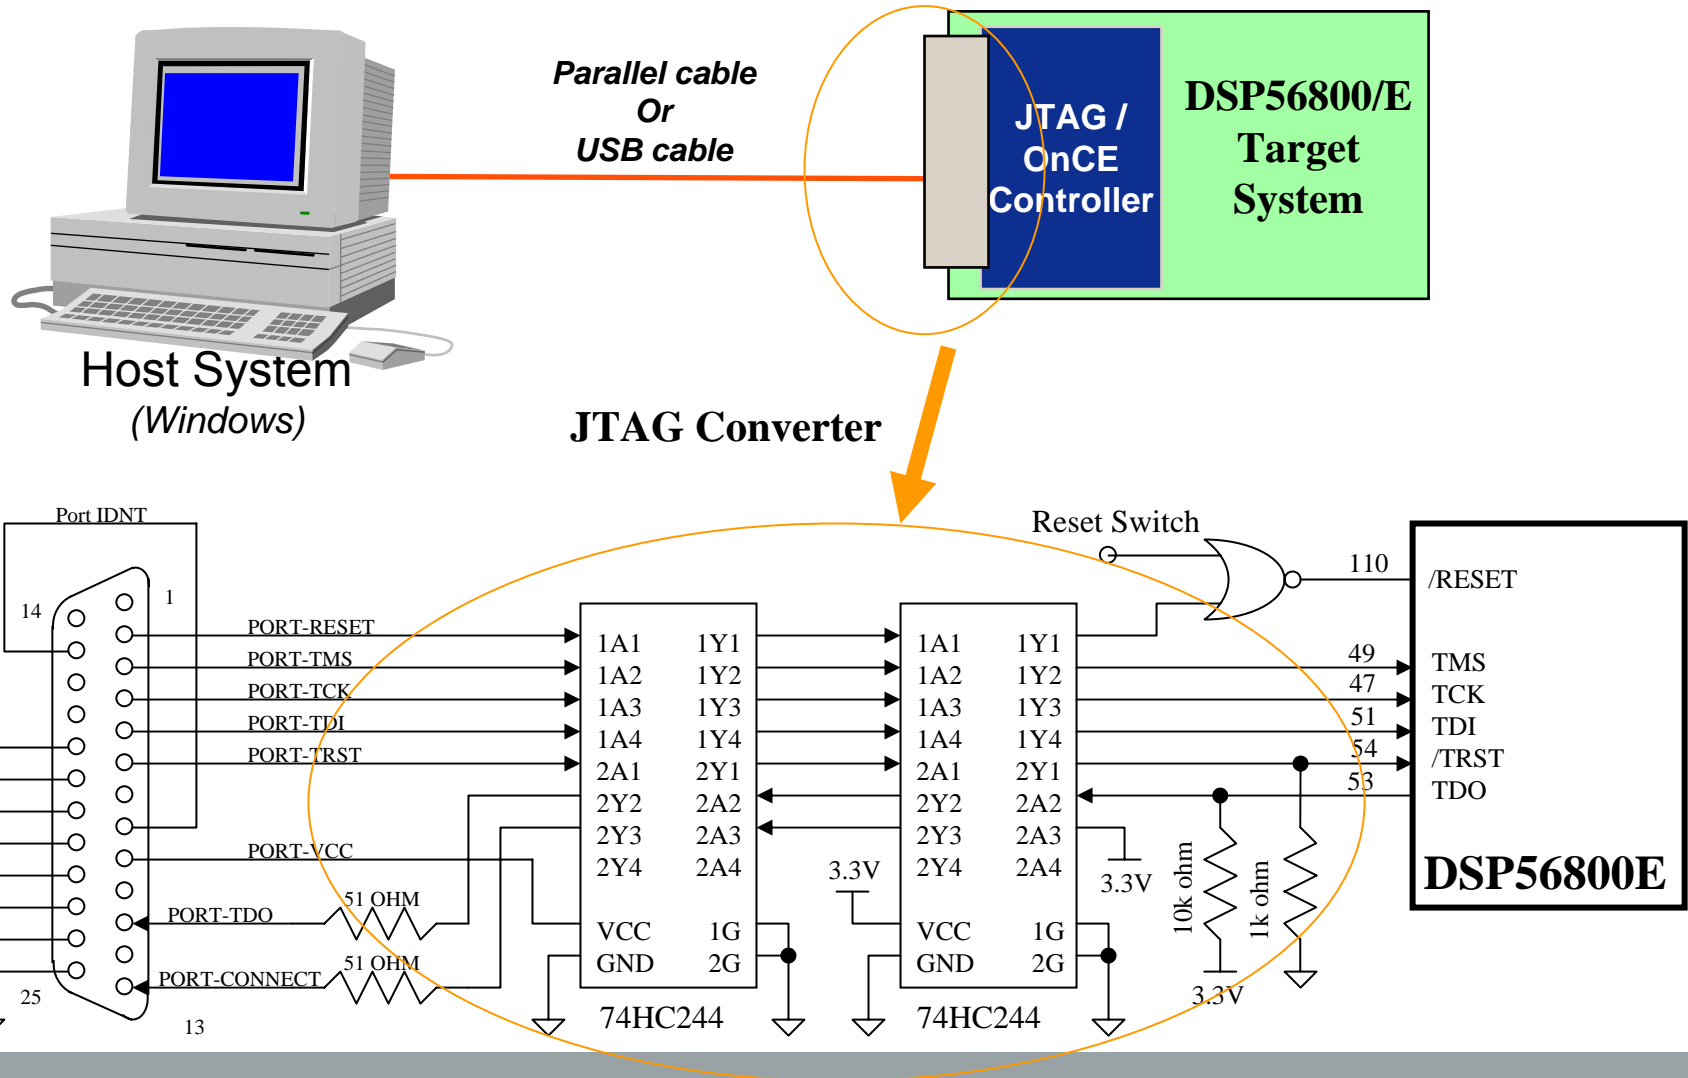 Parallel cable
Or
USB cable
JTAG /
OnCE
Controller
DSP56800/E
Target
System
Host System
(Windows)
JTAG Converter
Port IDNT
Reset Switch
14
1
25
13
PORT-RESET
PORT-TMS
PORT-TCK
PORT-TDI
PORT-TRST
PORT-VCC
PORT-TDO
51 OHM
PORT-CONNECT
51 OHM
1A1 1Y1
1A2 1Y2
1A3 1Y3
1A4 1Y4
2A1 2Y1
2Y2 2A2
2Y3 2A3
2Y4 2A4
VCC 1G
GND 2G
74HC244
3.3V
1A1 1Y1
1A2 1Y2
1A3 1Y3
1A4 1Y4
2A1 2Y1
2Y2 2A2
2Y3 2A3
2Y4 2A4
VCC 1G
GND 2G
74HC244
3.3V
10k ohm
1k ohm
3.3V
110
49
47
51
54
53
/RESET
TMS
TCK
TDI
/TRST
TDO
DSP56800E